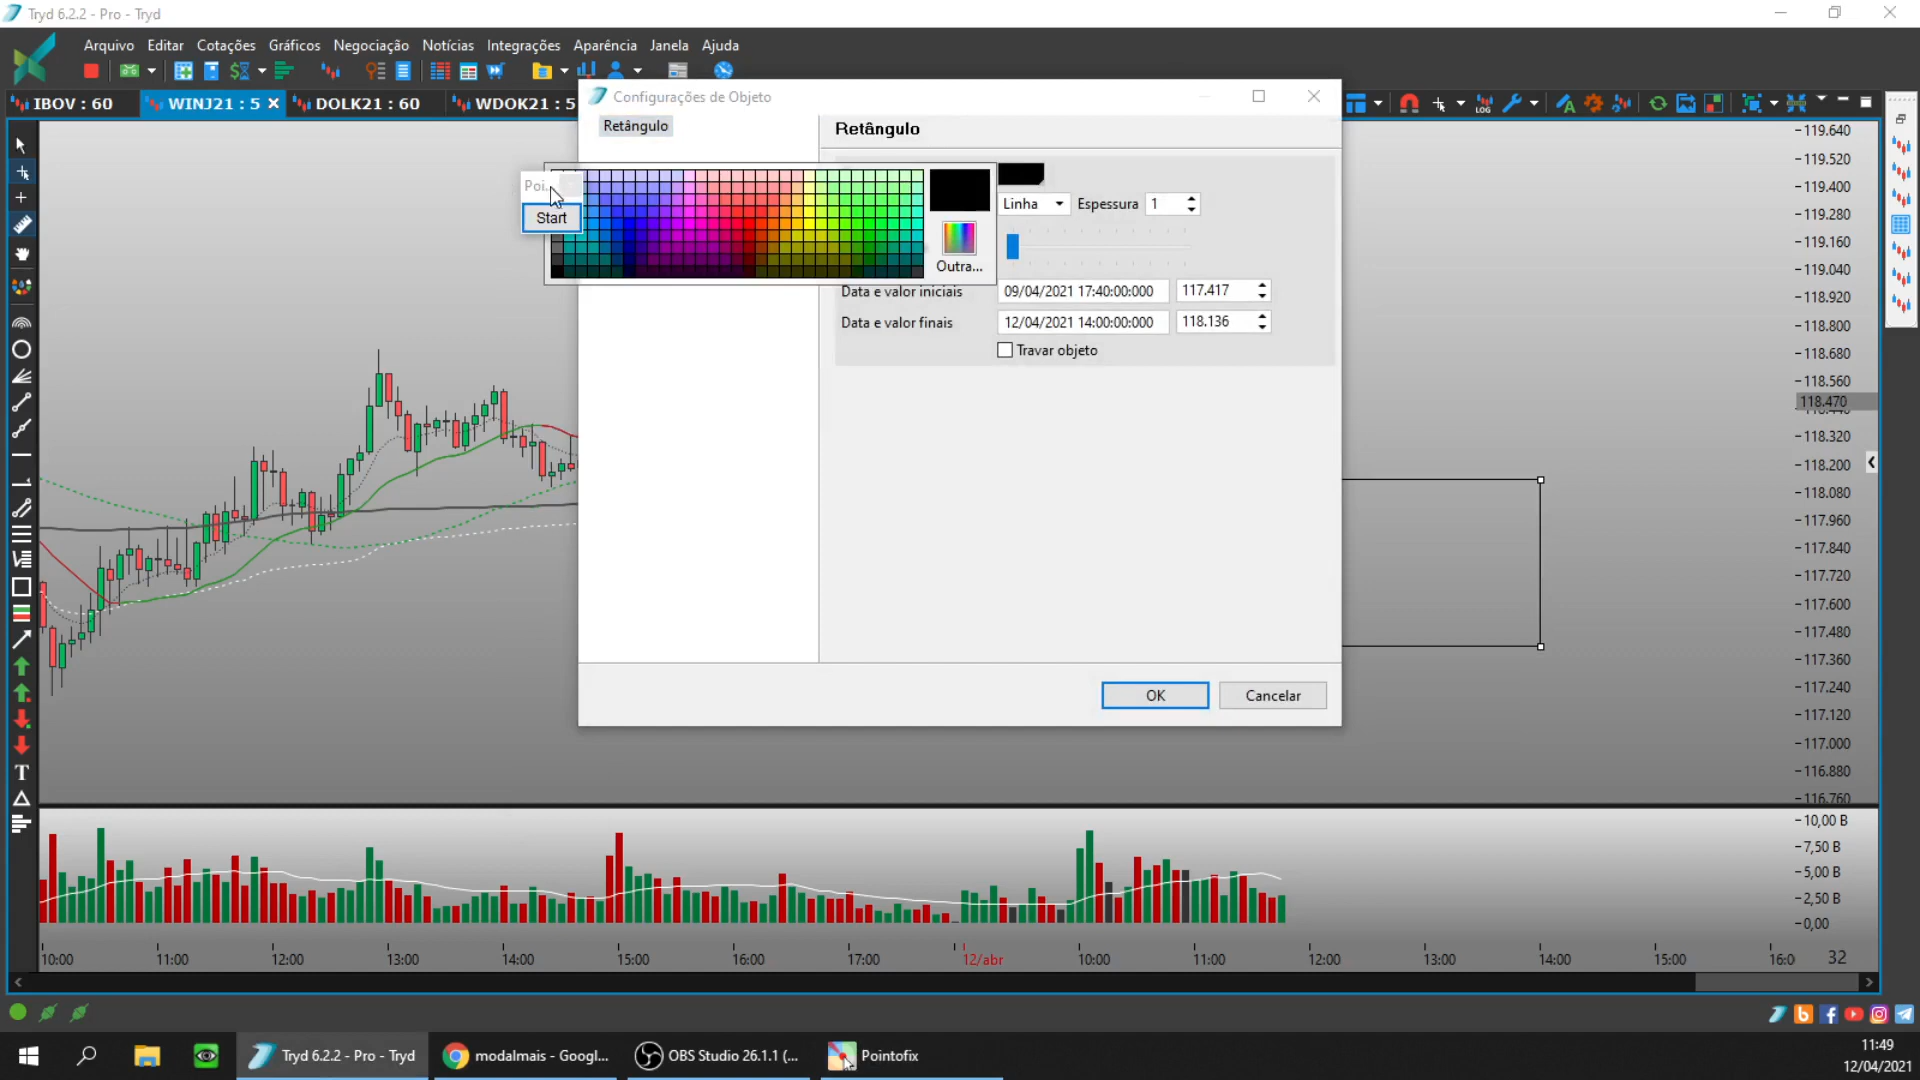 Tryd 6.2.2 - Pro - Tryd
Arquivo Editar Cotações Gráficos Negociação Notícias Integrações Aparência Janela Ajuda
IBOV : 60
WINJ21 : 5
DOLK21 : 60
WDOK21 : 5
LOG
Configurações de Objeto
Retângulo
Retângulo
Poi...
Start
Outra...
Linha
Espessura 1
Data e valor iniciais 09/04/2021 17:40:00:000 117.417
Data e valor finais 12/04/2021 14:00:00:000 118.136
Travar objeto
OK
Cancelar
119.640
119.520
119.400
119.280
119.160
119.040
118.920
118.800
118.680
118.560
118.470
118.440
118.320
118.200
118.080
117.960
117.840
117.720
117.600
117.480
117.360
117.240
117.120
117.000
116.880
116.760
10,00 B
7,50 B
5,00 B
2,50 B
0,00
10:00 11:00 12:00 13:00 14:00 15:00 16:00 17:00 12/abr 10:00 11:00 12:00 13:00 14:00 15:00 16:0 32
T
Tryd 6.2.2 - Pro - Tryd
modalmais - Googl...
OBS Studio 26.1.1 (...
Pointofix
11:49
12/04/2021